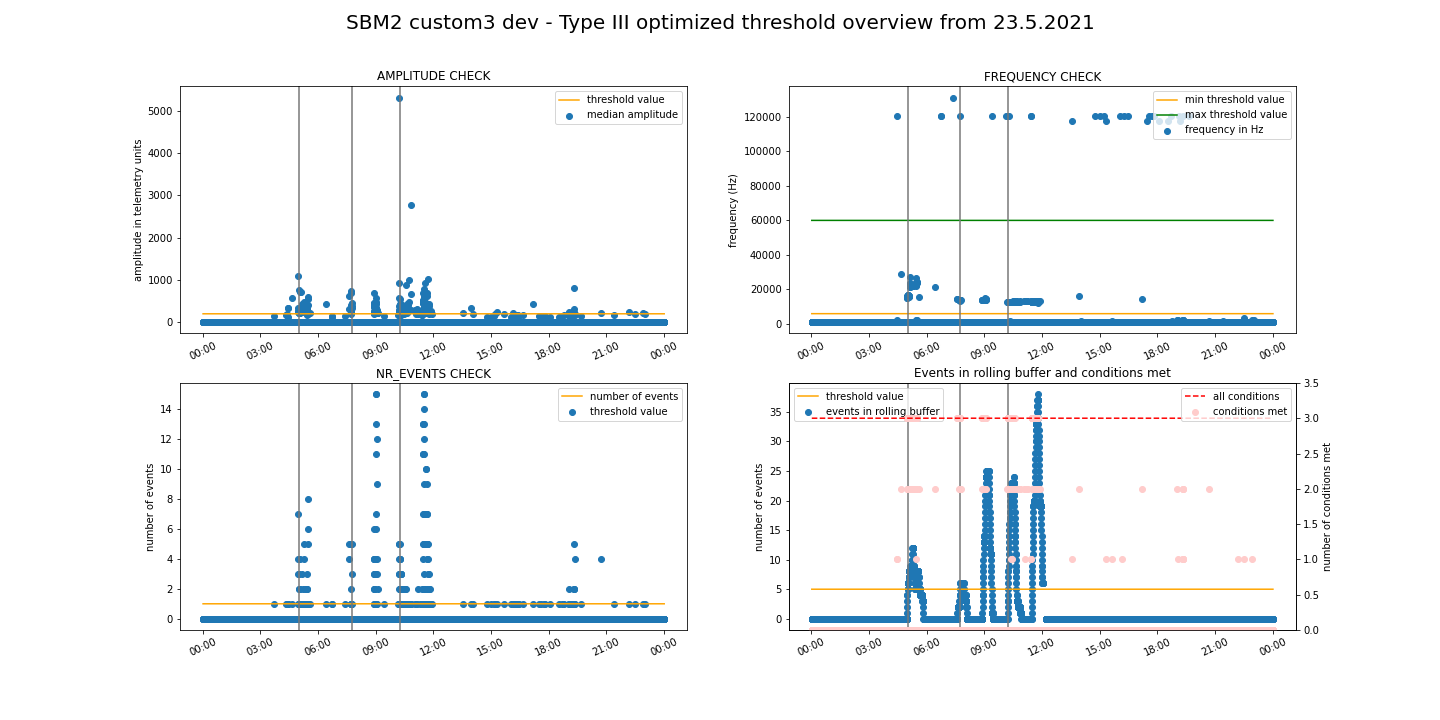 SBM2 custom3 dev - Type III optimized threshold overview from 23.5.2021
AMPLITUDE CHECK
threshold value
median amplitude
amplitude in telemetry units
5000
4000
3000
2000
1000
0
00:00 03:00 06:00 09:00 12:00 15:00 18:00 21:00 00:00
FREQUENCY CHECK
min threshold value
max threshold value
frequency in Hz
frequency (Hz)
120000
100000
80000
60000
40000
20000
0
00:00 03:00 06:00 09:00 12:00 15:00 18:00 21:00 00:00
NR_EVENTS CHECK
number of events
threshold value
number of events
14
12
10
8
6
4
2
0
00:00 03:00 06:00 09:00 12:00 15:00 18:00 21:00 00:00
Events in rolling buffer and conditions met
threshold value
events in rolling buffer
all conditions
conditions met
number of events
35
30
25
20
15
10
5
0
3.5
3.0
2.5
2.0
1.5
1.0
0.5
0.0
number of conditions met
00:00 03:00 06:00 09:00 12:00 15:00 18:00 21:00 00:00